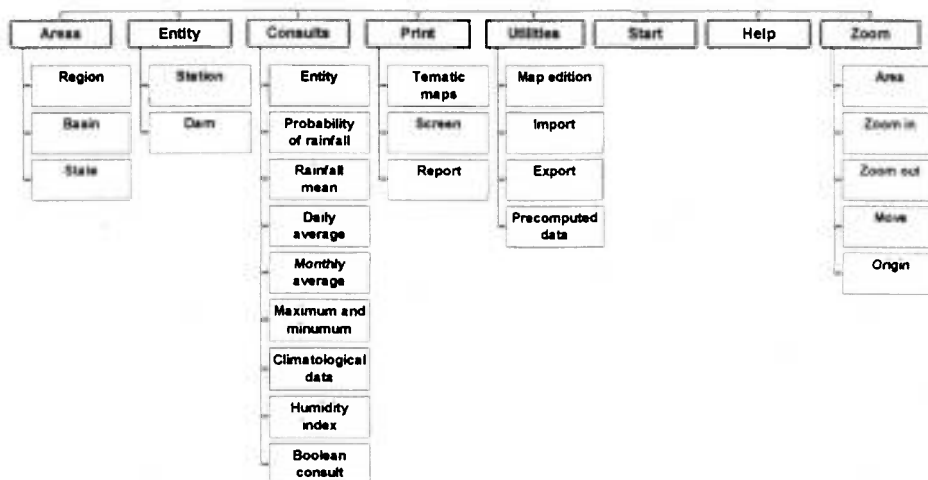 Areas
Entity
Consults
Print
Utilities
Start
Help
Zoom
Region
Basin
State
Station
Dam
Entity
Probability
of rainfall
Rainfall
mean
Daily
average
Monthly
average
Maximum and
minumum
Climatological
data
Humidity
index
Boolean
consult
Tematic
maps
Screen
Report
Map edition
Import
Export
Precomputed
data
Area
Zoom in
Zoom out
Move
Origin